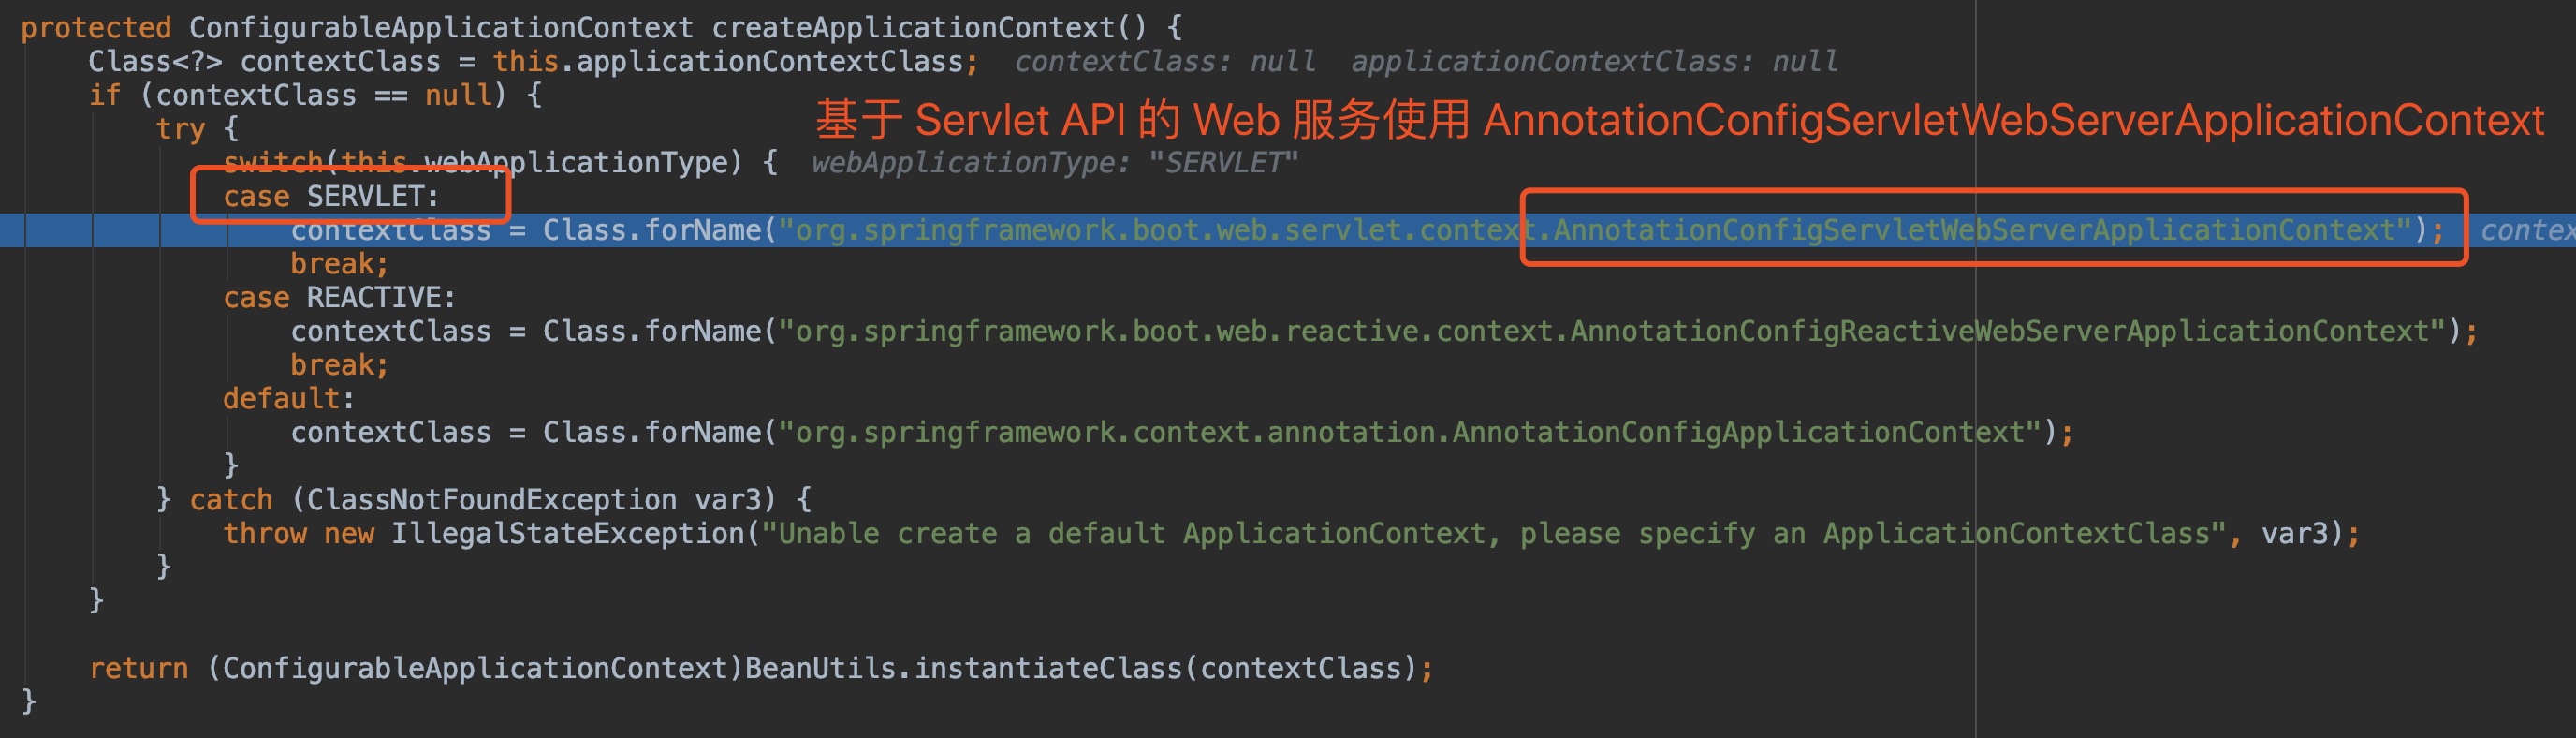 protected ConfigurableApplicationContext createApplicationContext() {
Class<?> contextClass = this.applicationContextClass;  contextClass: null  applicationContextClass: null
if (contextClass == null) {
基于 Servlet API 的 Web 服务使用 AnnotationConfigServletWebServerApplicationContext
try {
switch(this.webApplicationType) {  webApplicationType: "SERVLET"
case SERVLET:
contextClass = Class.forName("org.springframework.boot.web.servlet.context.AnnotationConfigServletWebServerApplicationContext");
break;
case REACTIVE:
contextClass = Class.forName("org.springframework.boot.web.reactive.context.AnnotationConfigReactiveWebServerApplicationContext");
break;
default:
contextClass = Class.forName("org.springframework.context.annotation.AnnotationConfigApplicationContext");
}
} catch (ClassNotFoundException var3) {
throw new IllegalStateException("Unable create a default ApplicationContext, please specify an ApplicationContextClass", var3);
}
}
return (ConfigurableApplicationContext)BeanUtils.instantiateClass(contextClass);
}